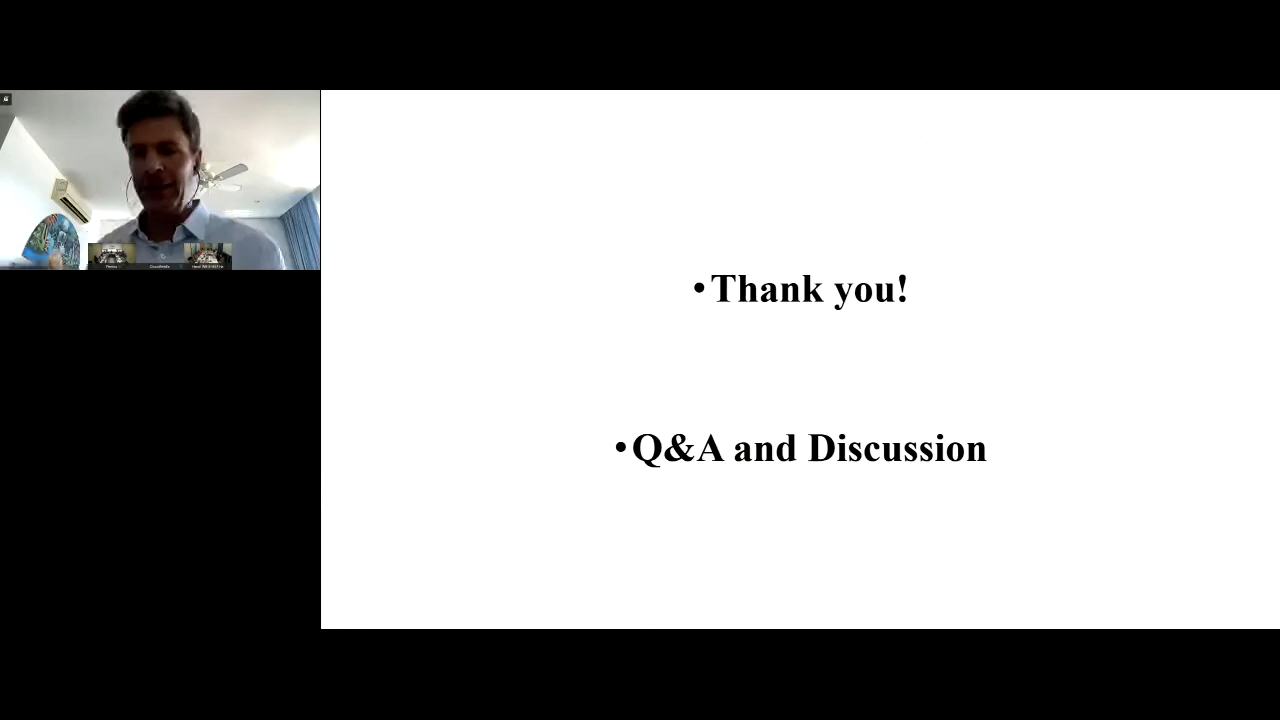 • Thank you!
• Q&A and Discussion